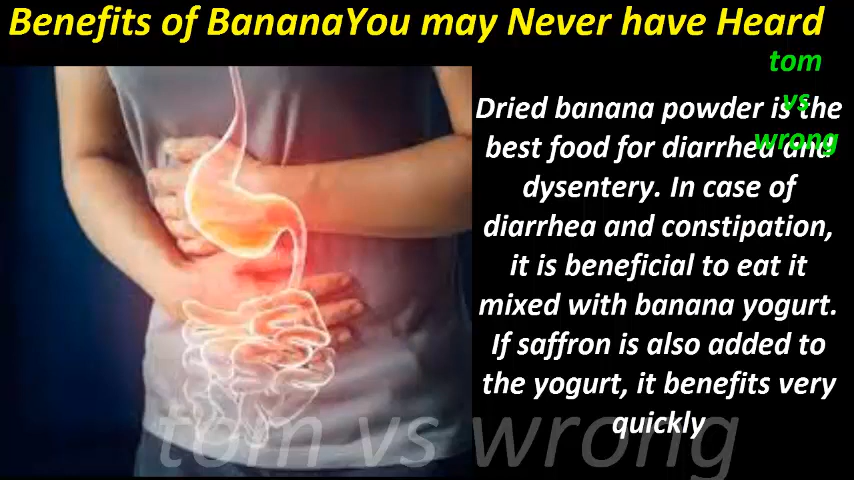 Benefits of BananaYou may Never have Heard
tom
vs
wrong
Dried banana powder is the
best food for diarrhea and
dysentery. In case of
diarrhea and constipation,
it is beneficial to eat it
mixed with banana yogurt.
If saffron is also added to
the yogurt, it benefits very
quickly
tom vs wrong